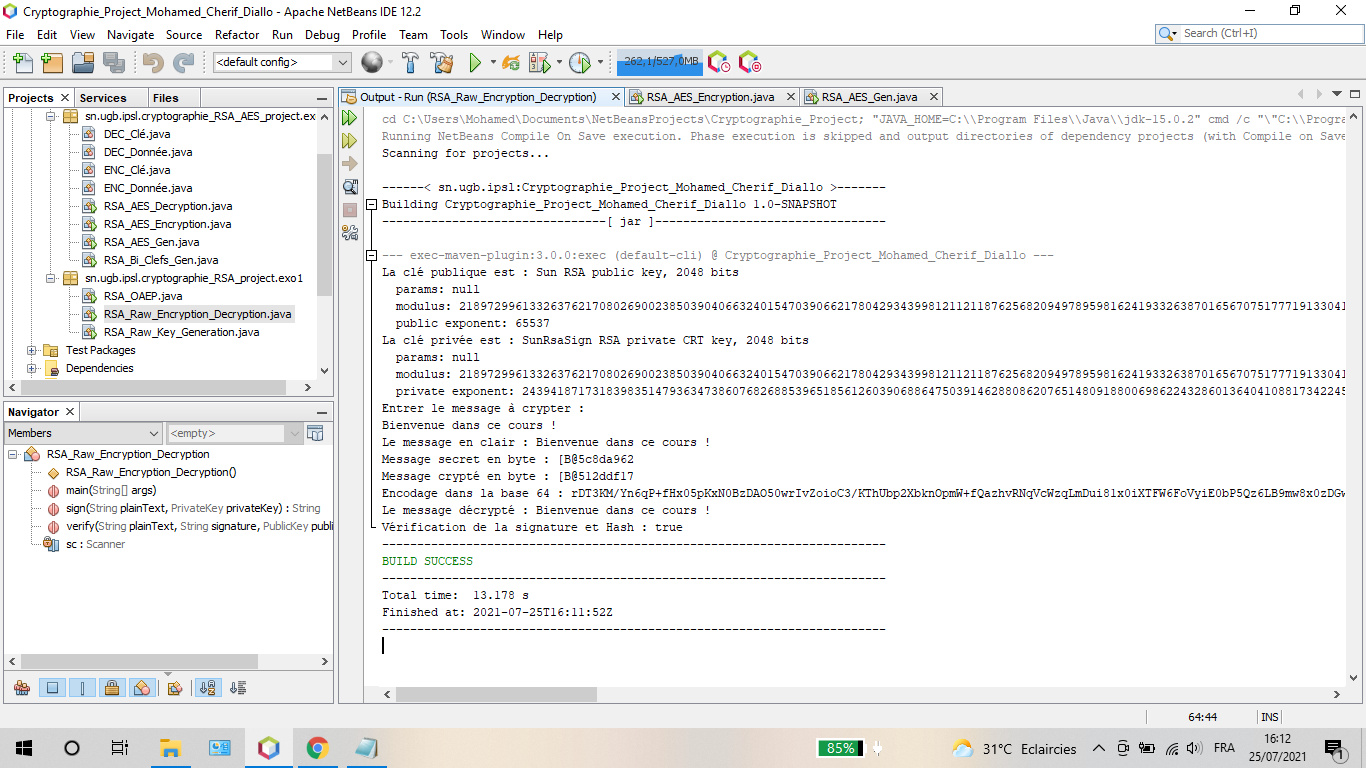 Cryptographie_Project_Mohamed_Cherif_Diallo - Apache NetBeans IDE 12.2
File Edit View Navigate Source Refactor Run Debug Profile Team Tools Window Help
Search (Ctrl+I)
<default config>
262,1/527,0MB
Projects
Services
Files
sn.ugb.ipsl.cryptographie_RSA_AES_project.ex
DEC_Clé.java
DEC_Donnée.java
ENC_Clé.java
ENC_Donnée.java
RSA_AES_Decryption.java
RSA_AES_Encryption.java
RSA_AES_Gen.java
RSA_Bi_Clefs_Gen.java
sn.ugb.ipsl.cryptographie_RSA_project.exo1
RSA_OAEP.java
RSA_Raw_Encryption_Decryption.java
RSA_Raw_Key_Generation.java
Test Packages
Dependencies
Navigator
Members
<empty>
RSA_Raw_Encryption_Decryption
RSA_Raw_Encryption_Decryption()
main(String[] args)
sign(String plainText, PrivateKey privateKey) : String
verify(String plainText, String signature, PublicKey publi
sc : Scanner
Output - Run (RSA_Raw_Encryption_Decryption)
RSA_AES_Encryption.java
RSA_AES_Gen.java
cd C:\Users\Mohamed\Documents\NetBeansProjects\Cryptographie_Project; "JAVA_HOME=C:\\Program Files\\Java\\jdk-15.0.2" cmd /c "\"C:\\Progra
Running NetBeans Compile On Save execution. Phase execution is skipped and output directories of dependency projects (with Compile on Save
Scanning for projects...
------< sn.ugb.ipsl:Cryptographie_Project_Mohamed_Cherif_Diallo >-------
Building Cryptographie_Project_Mohamed_Cherif_Diallo 1.0-SNAPSHOT
--------------------------------[ jar ]---------------------------------
--- exec-maven-plugin:3.0.0:exec (default-cli) @ Cryptographie_Project_Mohamed_Cherif_Diallo ---
La clé publique est : Sun RSA public key, 2048 bits
params: null
modulus:
public exponent: 65537
La clé privée est : SunRsaSign RSA private CRT key, 2048 bits
params: null
modulus:
private exponent:
Entrer le message à crypter :
Bienvenue dans ce cours !
Le message en clair : Bienvenue dans ce cours !
Message secret en byte : [B@5c8da962
Message crypté en byte : [B@512ddf17
Encodage dans la base 64 :
Le message décrypté : Bienvenue dans ce cours !
Vérification de la signature et Hash : true
------------------------------------------------------------------------
BUILD SUCCESS
------------------------------------------------------------------------
Total time: 13.178 s
Finished at: 2021-07-25T16:11:52Z
------------------------------------------------------------------------
64:44
INS
85%
31°C Eclaircies
FRA
16:12
25/07/2021
1